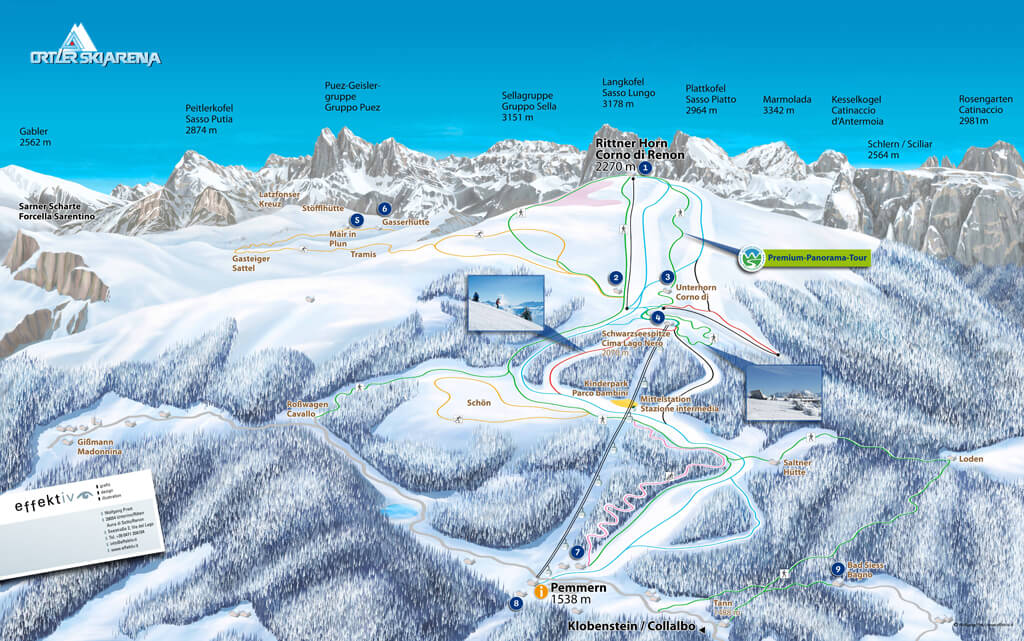 ORTLER SKIARENA
Gabler
2562 m
Peitlerkofel
Sasso Putia
2874 m
Puez-Geisler-
gruppe
Gruppo Puez
Sellagruppe
Gruppo Sella
3151 m
Langkofel
Sasso Lungo
3178 m
Plattkofel
Sasso Piatto
2964 m
Marmolada
3342 m
Kesselkogel
Catinaccio
d'Antermoia
Rosengarten
Catinaccio
2981m
Schlern / Sciliar
2564 m
Rittner Horn
Corno di Renon
2270 m
1
Sarner Scharte
Forcella Sarentino
Latzfonser
Kreuz
Stöfflhütte
5
6
Gasserhütte
Mair in
Plun
Tramis
Gasteiger
Sattel
Premium-Panorama-Tour
2
3
Unterhorn
Corno di
4
Schwarzseespitze
Cima Lago Nero
Kinderpark
Parco bambini
Mittelstation
Stazione intermedia
Schön
Roßwagen
Cavallo
Gißmann
Madonnina
Saltner
Hütte
Loden
effektiv
grafic
design
illustration
7
Bad Siess
Bagno
9
i
Pemmern
1538 m
8
Tann
Klobenstein / Collalbo